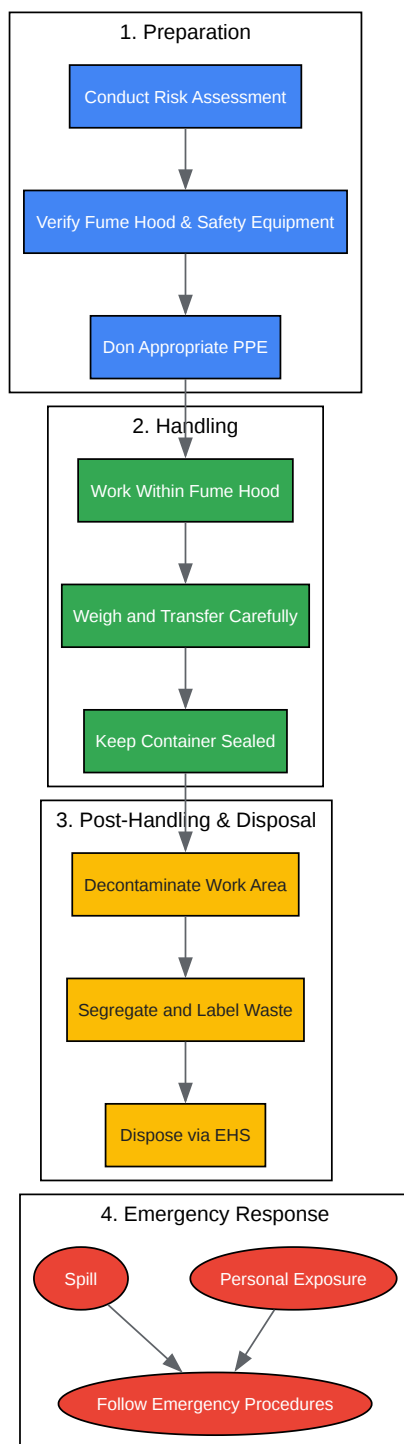 1. Preparation
Conduct Risk Assessment
Verify Fume Hood & Safety Equipment
Don Appropriate PPE
2. Handling
Work Within Fume Hood
Weigh and Transfer Carefully
Keep Container Sealed
3. Post-Handling & Disposal
Decontaminate Work Area
Segregate and Label Waste
Dispose via EHS
4. Emergency Response
Spill
Personal Exposure
Follow Emergency Procedures